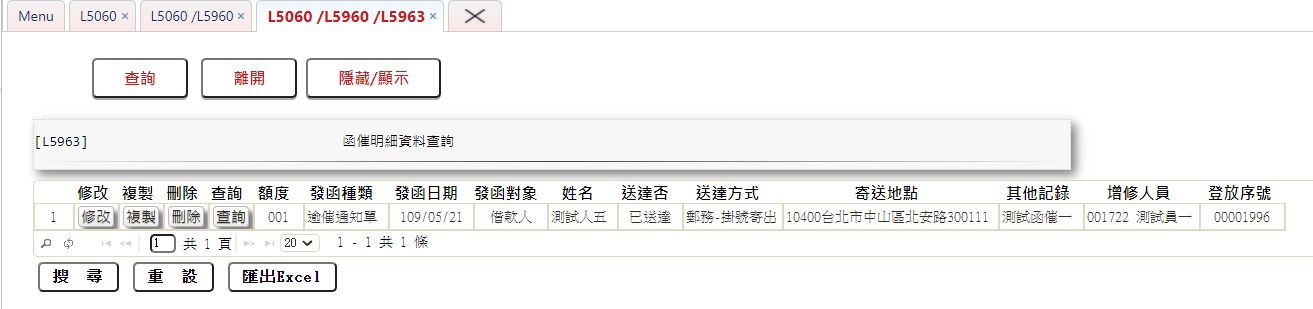 Menu L5060 × L5060 /L5960 × L5060 /L5960 /L5963 ×
查詢 離開 隱藏/顯示
[L5963] 函催明細資料查詢
修改 複製 刪除 查詢 額度 發函種類 發函日期 發函對象 姓名 送達否 送達方式 寄送地點 其他記錄 增修人員 登放序號
1 修改 複製 刪除 查詢 001 逾催通知單 109/05/21 借款人 測試人五 已送達 郵務-掛號寄出 10400台北市中山區北安路300111 測試函催一 001722 測試員一 00001996
1 共 1 頁 20 1 - 1 共 1 條
搜 尋 重 設 匯出Excel